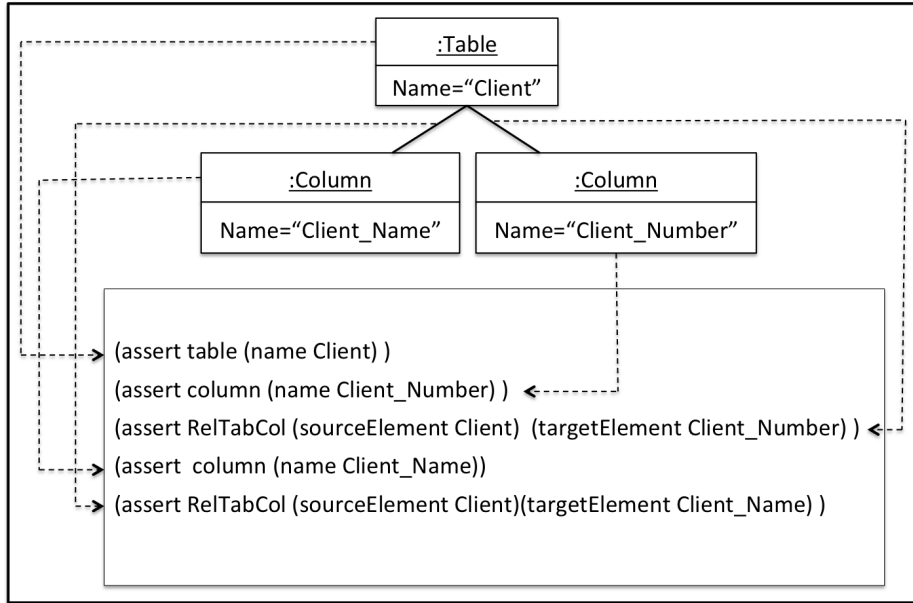 :Table
Name=“Client”
:Column
Name=“Client_Name”
:Column
Name=“Client_Number”
(assert table (name Client) )
(assert column (name Client_Number) )
(assert RelTabCol (sourceElement Client)  (targetElement Client_Number) )
(assert  column (name Client_Name))
(assert RelTabCol (sourceElement Client)(targetElement Client_Name) )